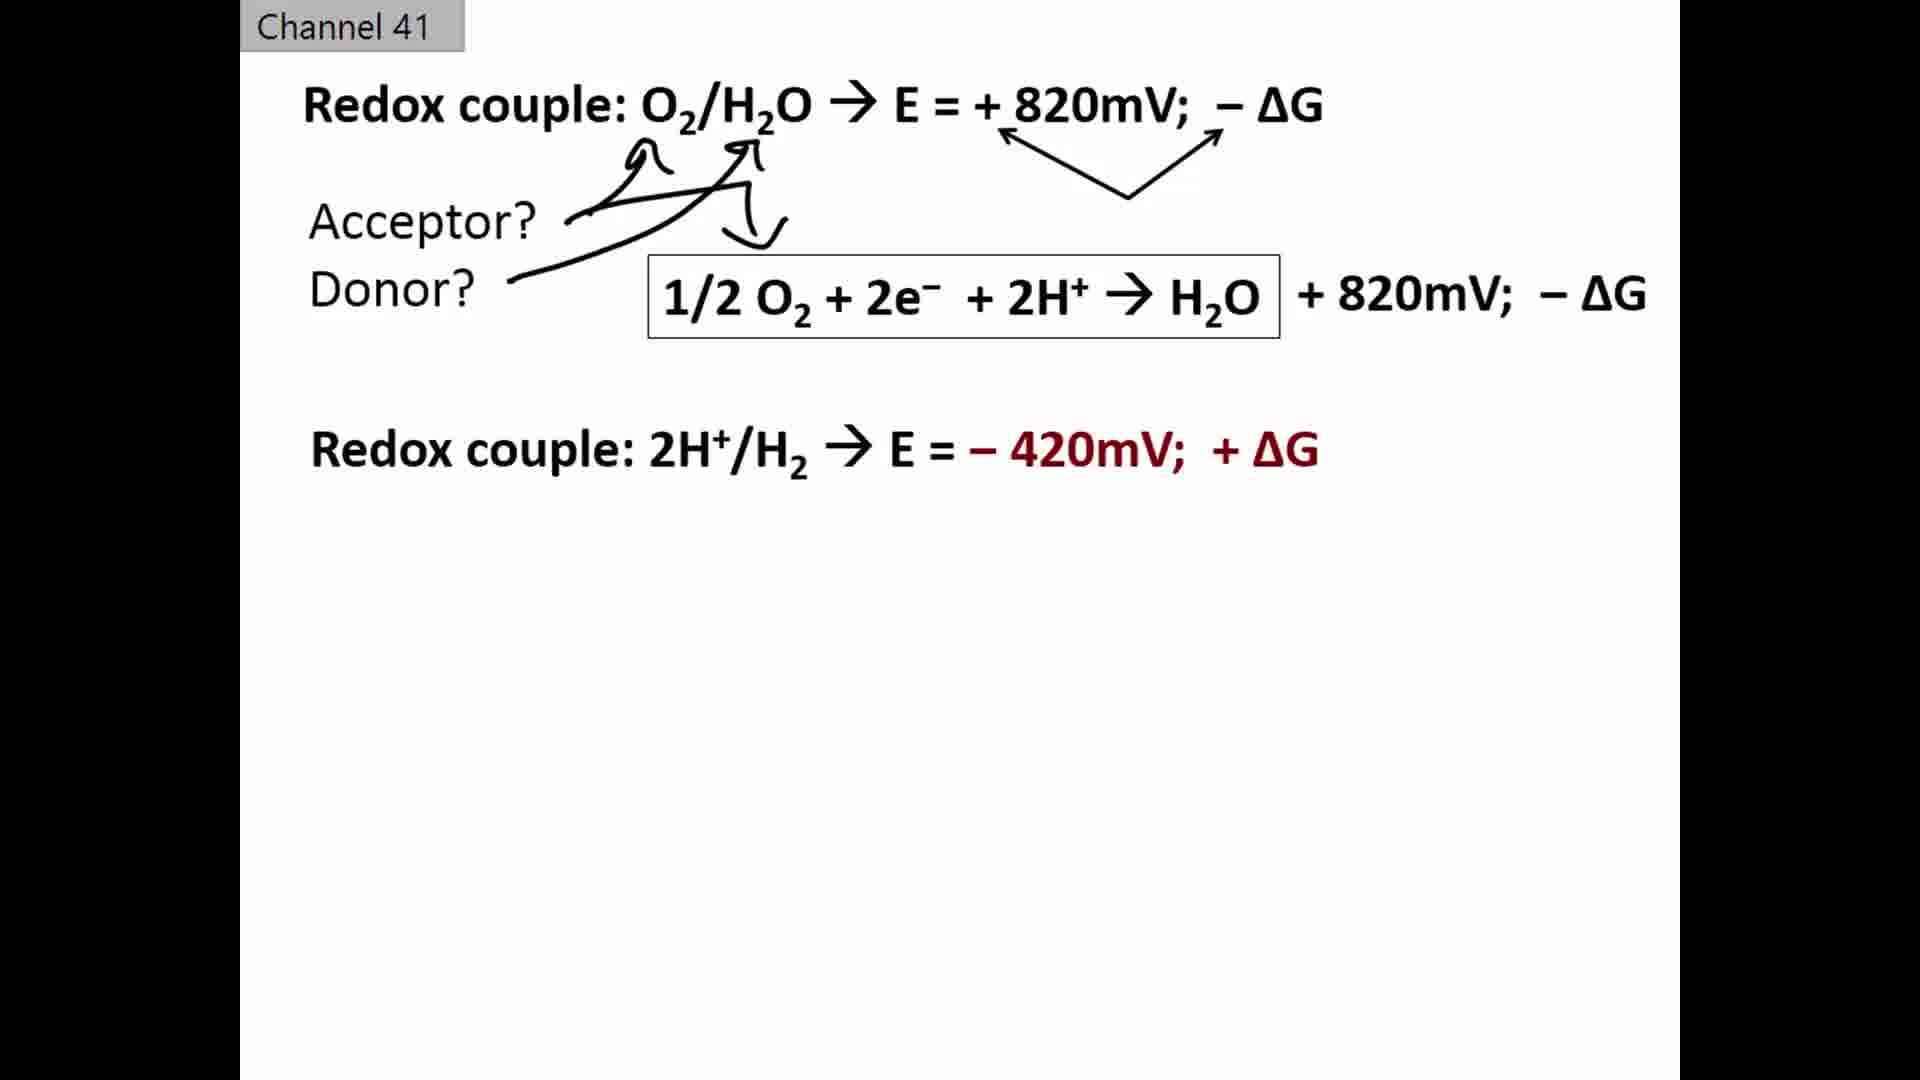 Channel 41
Redox couple: O₂/H₂O → E = + 820mV; – ΔG
Acceptor?
Donor?
1/2 O₂ + 2e⁻ + 2H⁺ → H₂O + 820mV; – ΔG
Redox couple: 2H⁺/H₂ → E = – 420mV; + ΔG